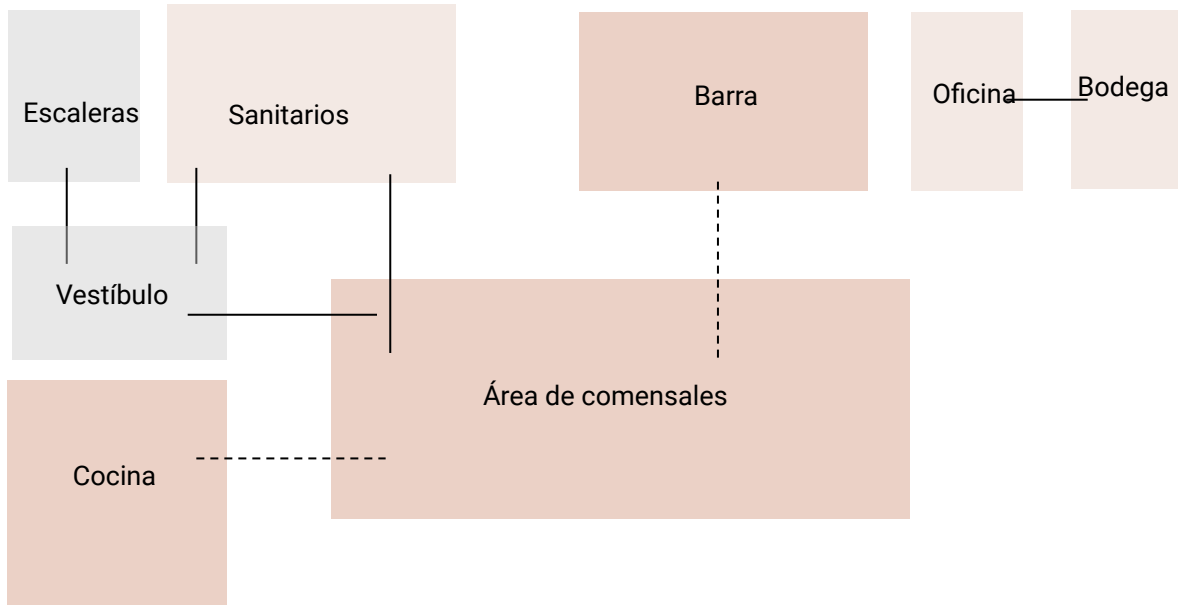 Escaleras
Sanitarios
Barra
Oficina
Bodega
Vestíbulo
Área de comensales
Cocina